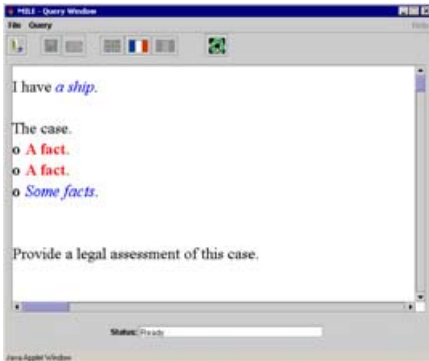 MILE - Query Window
File Query Help
I have a ship.
The case.
o A fact.
o A fact.
o Some facts.
Provide a legal assessment of this case.
Status: Ready
Java Applet Window